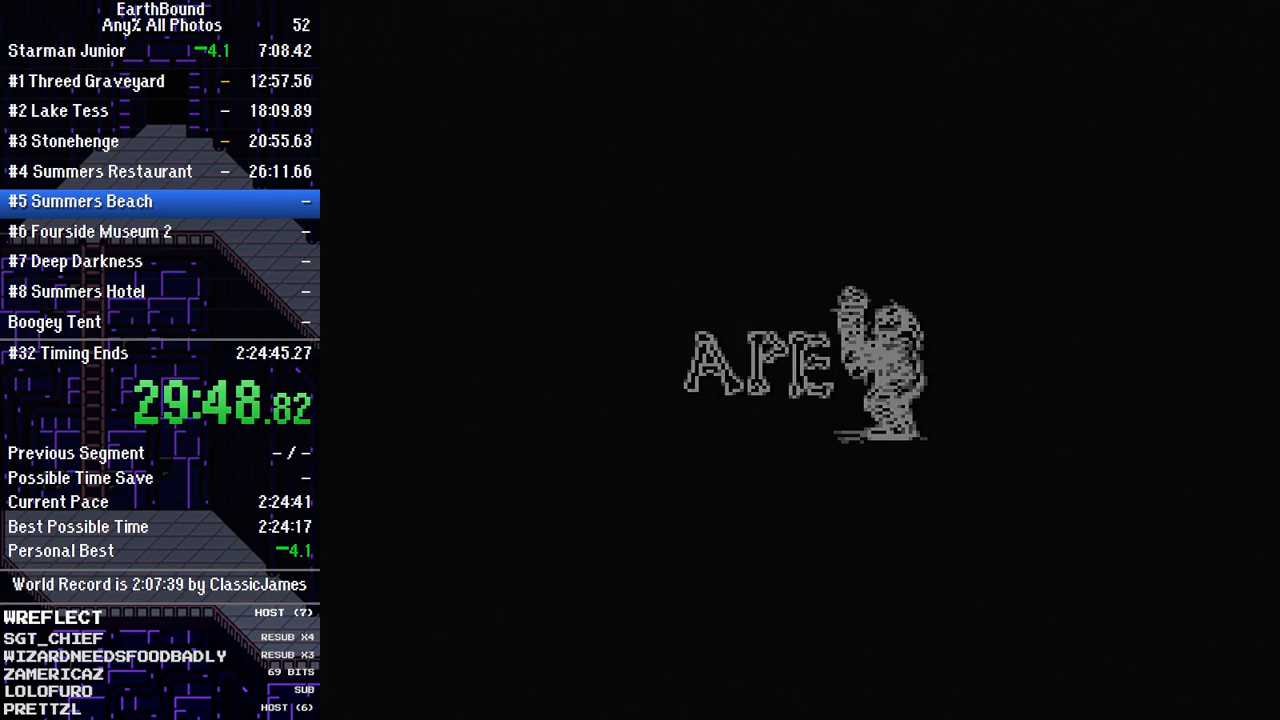 EarthBound
Any% All Photos 52
Starman Junior −4.1 7:08.42
#1 Threed Graveyard − 12:57.56
#2 Lake Tess − 18:09.89
#3 Stonehenge − 20:55.63
#4 Summers Restaurant − 26:11.66
#5 Summers Beach −
#6 Fourside Museum 2 −
#7 Deep Darkness −
#8 Summers Hotel −
Boogey Tent −
#32 Timing Ends 2:24:45.27
29:48.82
Previous Segment − / −
Possible Time Save −
Current Pace 2:24:41
Best Possible Time 2:24:17
Personal Best −4.1
World Record is 2:07:39 by ClassicJames
WREFLECT HOST (7)
SGT_CHIEF RESUB X4
WIZARDNEEDSFOODBADLY RESUB X3
ZAMERICAZ 69 BITS
LOLOFURO SUB
PRETTZL HOST (6)
APE